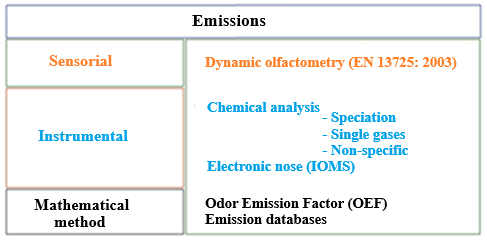 Emissions
Sensorial
Dynamic olfactometry (EN 13725: 2003)
Instrumental
Chemical analysis
- Speciation
- Single gases
- Non-specific
Electronic nose (IOMS)
Mathematical
method
Odor Emission Factor (OEF)
Emission databases